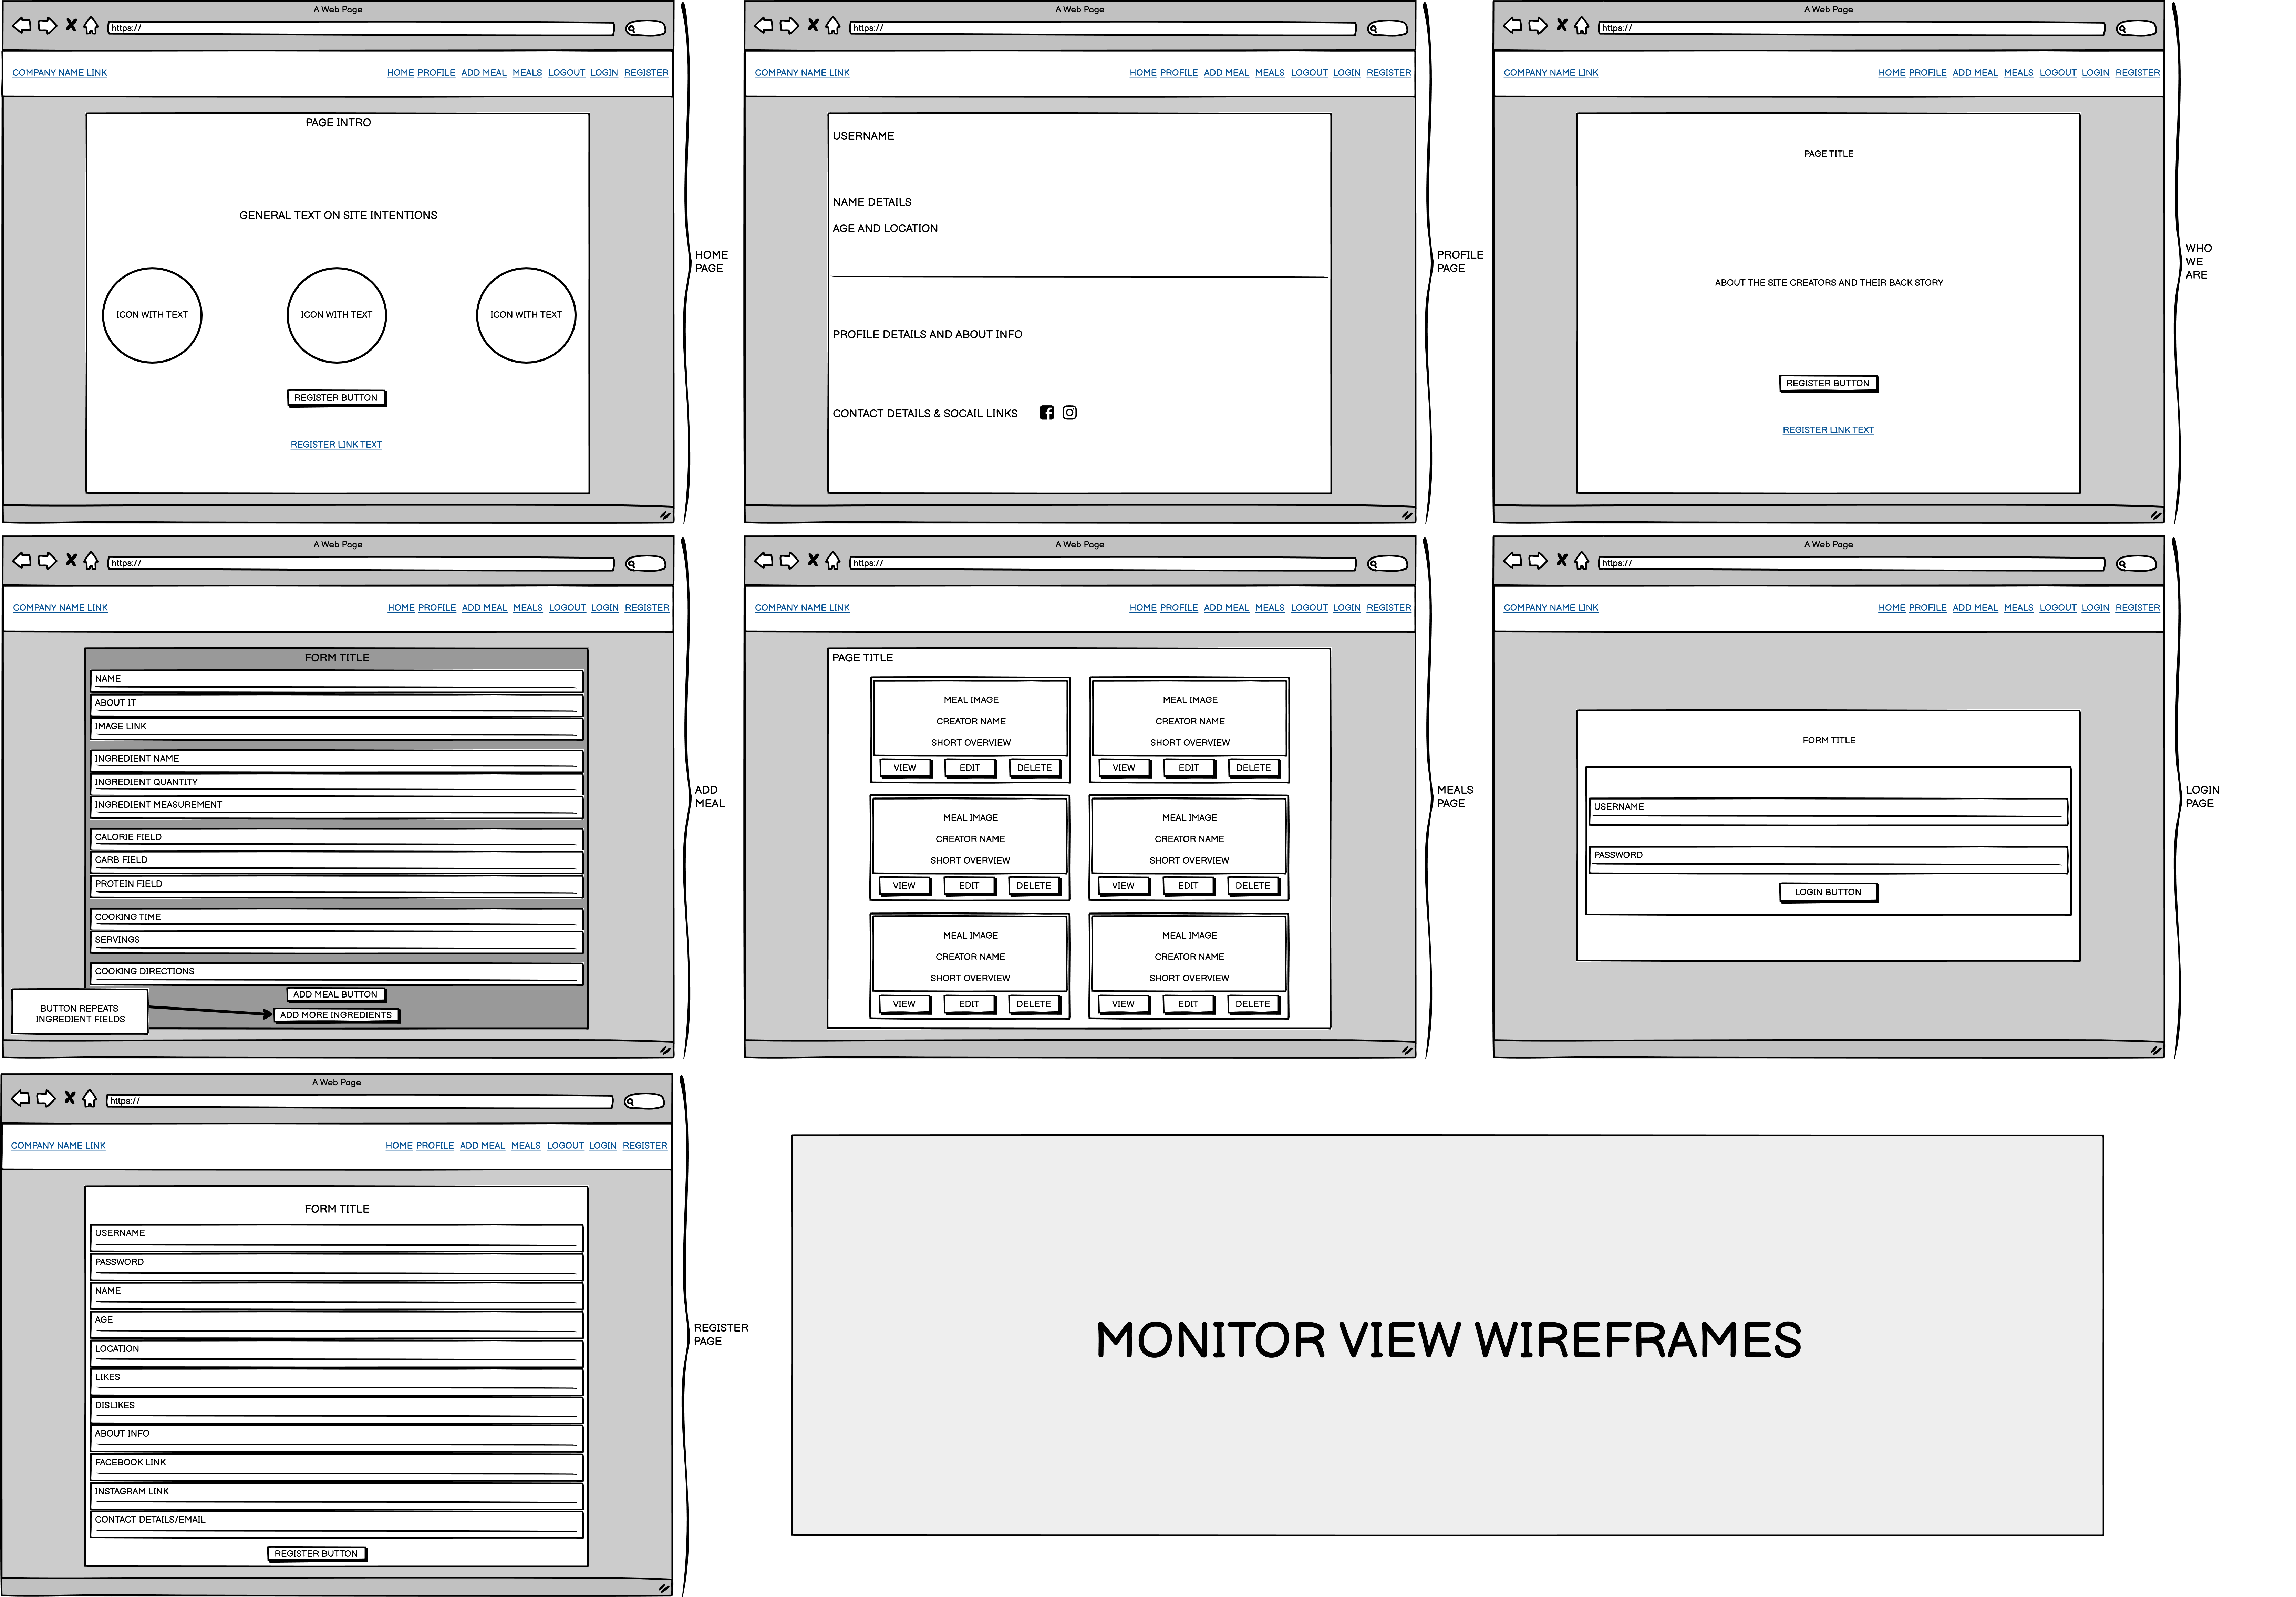 A Web Page
https://
COMPANY NAME LINK
HOME PROFILE ADD MEAL MEALS LOGOUT LOGIN REGISTER
PAGE INTRO
GENERAL TEXT ON SITE INTENTIONS
ICON WITH TEXT ICON WITH TEXT ICON WITH TEXT
REGISTER BUTTON
REGISTER LINK TEXT
HOME
PAGE
A Web Page
https://
COMPANY NAME LINK
HOME PROFILE ADD MEAL MEALS LOGOUT LOGIN REGISTER
USERNAME
NAME DETAILS
AGE AND LOCATION
PROFILE DETAILS AND ABOUT INFO
CONTACT DETAILS & SOCAIL LINKS
PROFILE
PAGE
A Web Page
https://
COMPANY NAME LINK
HOME PROFILE ADD MEAL MEALS LOGOUT LOGIN REGISTER
PAGE TITLE
ABOUT THE SITE CREATORS AND THEIR BACK STORY
REGISTER BUTTON
REGISTER LINK TEXT
WHO
WE
ARE
A Web Page
https://
COMPANY NAME LINK
HOME PROFILE ADD MEAL MEALS LOGOUT LOGIN REGISTER
FORM TITLE
NAME
ABOUT IT
IMAGE LINK
INGREDIENT NAME
INGREDIENT QUANTITY
INGREDIENT MEASUREMENT
CALORIE FIELD
CARB FIELD
PROTEIN FIELD
COOKING TIME
SERVINGS
COOKING DIRECTIONS
ADD MEAL BUTTON
BUTTON REPEATS
INGREDIENT FIELDS
ADD MORE INGREDIENTS
ADD
MEAL
A Web Page
https://
COMPANY NAME LINK
HOME PROFILE ADD MEAL MEALS LOGOUT LOGIN REGISTER
PAGE TITLE
MEAL IMAGE MEAL IMAGE
CREATOR NAME CREATOR NAME
SHORT OVERVIEW SHORT OVERVIEW
VIEW EDIT DELETE VIEW EDIT DELETE
MEAL IMAGE MEAL IMAGE
CREATOR NAME CREATOR NAME
SHORT OVERVIEW SHORT OVERVIEW
VIEW EDIT DELETE VIEW EDIT DELETE
MEAL IMAGE MEAL IMAGE
CREATOR NAME CREATOR NAME
SHORT OVERVIEW SHORT OVERVIEW
VIEW EDIT DELETE VIEW EDIT DELETE
MEALS
PAGE
A Web Page
https://
COMPANY NAME LINK
HOME PROFILE ADD MEAL MEALS LOGOUT LOGIN REGISTER
FORM TITLE
USERNAME
PASSWORD
LOGIN BUTTON
LOGIN
PAGE
A Web Page
https://
COMPANY NAME LINK
HOME PROFILE ADD MEAL MEALS LOGOUT LOGIN REGISTER
FORM TITLE
USERNAME
PASSWORD
NAME
AGE
LOCATION
LIKES
DISLIKES
ABOUT INFO
FACEBOOK LINK
INSTAGRAM LINK
CONTACT DETAILS/EMAIL
REGISTER BUTTON
REGISTER
PAGE
MONITOR VIEW WIREFRAMES